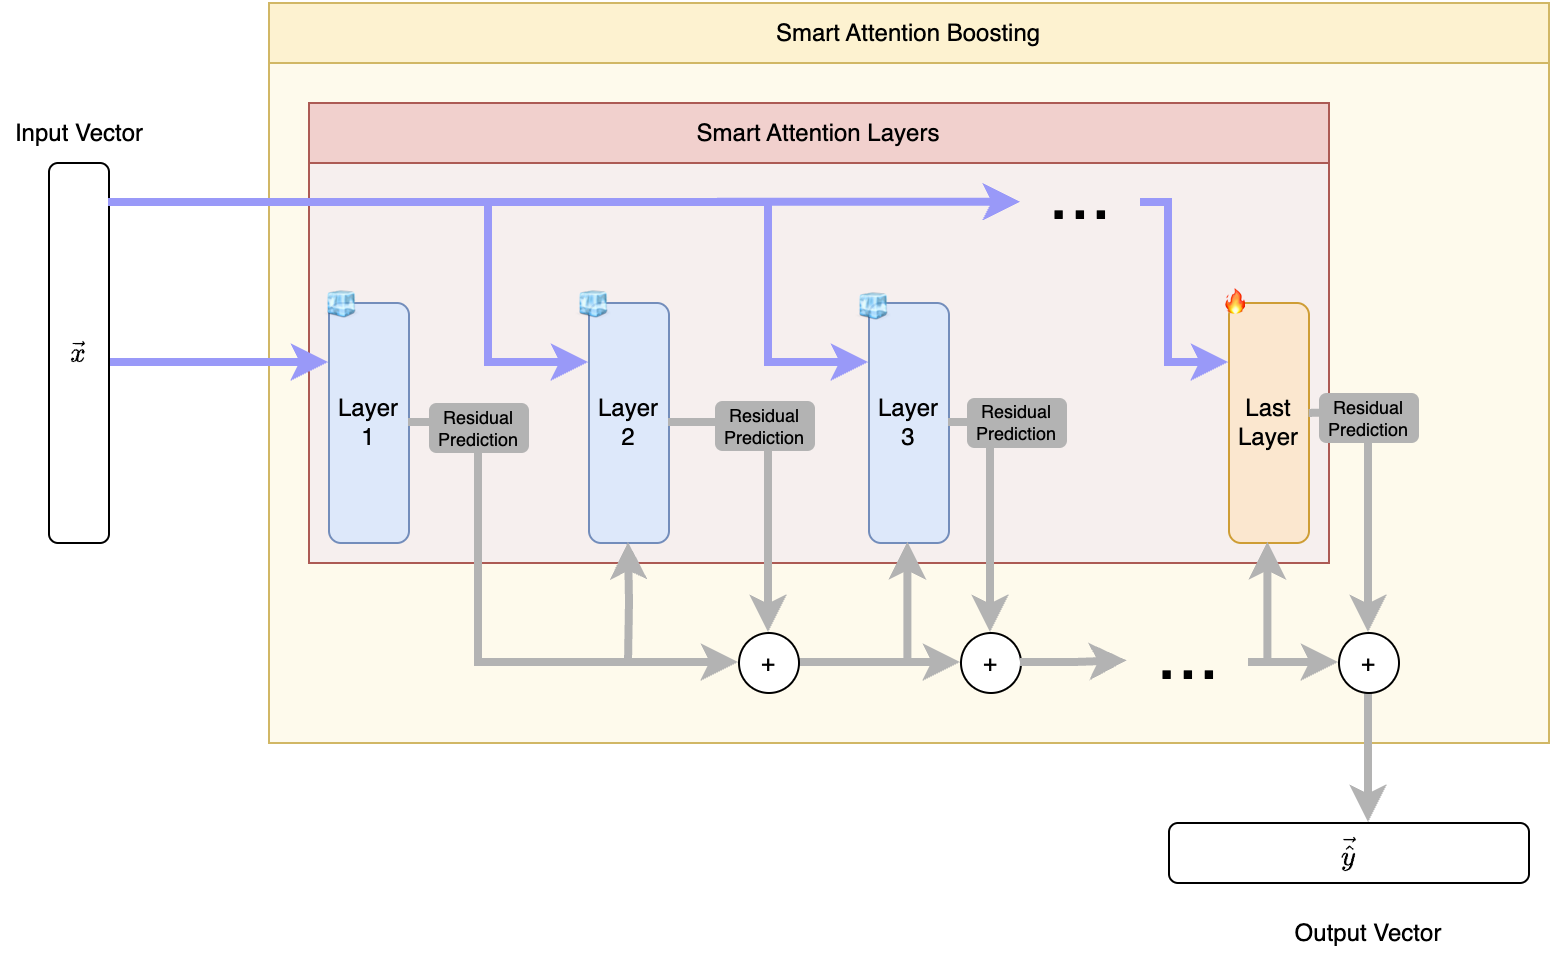 Smart Attention Boosting
Smart Attention Layers
Input Vector
...
$\vec{x}$
Layer
1
Residual
Prediction
Layer
2
Residual
Prediction
Layer
3
Residual
Prediction
Last
Layer
Residual
Prediction
+
+
...
+
$\vec{\hat{y}}$
Output Vector